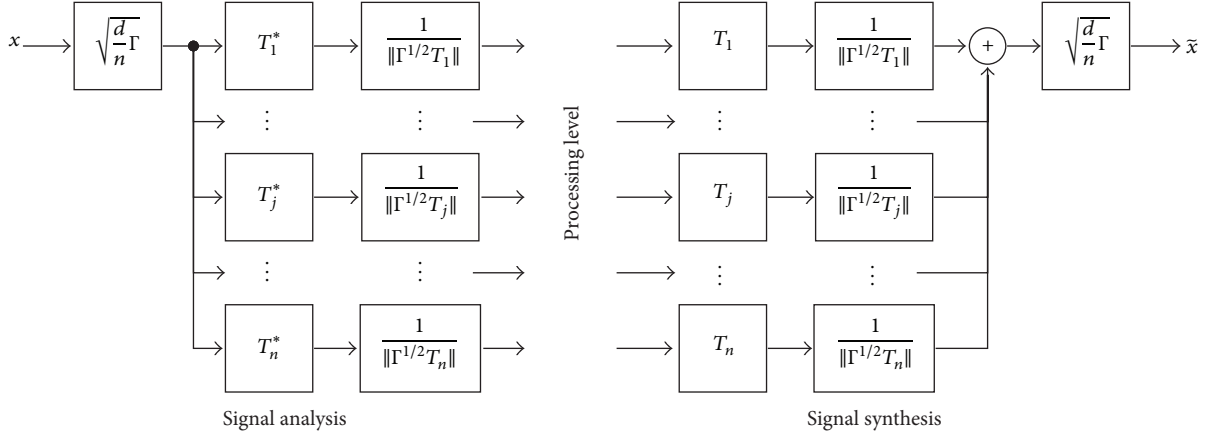 x √(d/n Γ) T₁* 1/‖Γ^{1/2}T₁‖ T₁ 1/‖Γ^{1/2}T₁‖ + √(d/n Γ) x̃
⋮ ⋮ ⋮ ⋮
T_j* 1/‖Γ^{1/2}T_j‖ Processing level T_j 1/‖Γ^{1/2}T_j‖
⋮ ⋮ ⋮ ⋮
T_n* 1/‖Γ^{1/2}T_n‖ T_n 1/‖Γ^{1/2}T_n‖
Signal analysis Signal synthesis